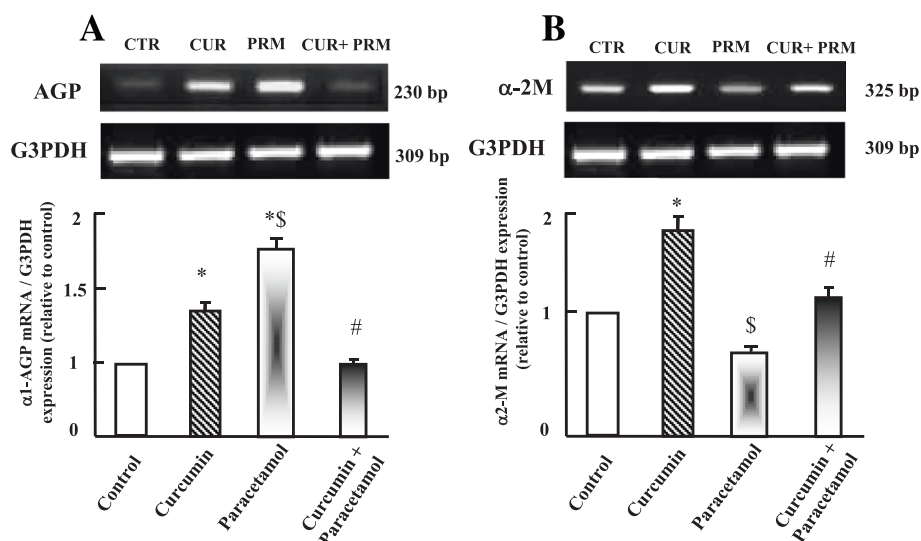 A
CTR CUR PRM CUR+ PRM
AGP
230 bp
G3PDH
309 bp
α1-AGP mRNA / G3PDH
expression (relative to control)
2
1.5
1
0
*
*$
#
Control
Curcumin
Paracetamol
Curcumin +
Paracetamol
B
CTR CUR PRM CUR+ PRM
α-2M
325 bp
G3PDH
309 bp
α2-M mRNA / G3PDH expression
(relative to control)
2
1
0
*
$
#
Control
Curcumin
Paracetamol
Curcumin +
Paracetamol